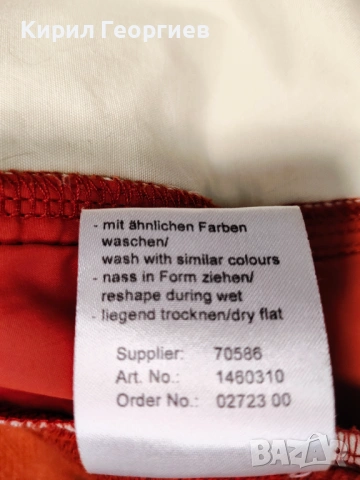 Кирил Георгиев
- mit ähnlichen Farben
waschen/
wash with similar colours
- nass in Form ziehen/
reshape during wet
- liegend trocknen/dry flat
Supplier: 70586
Art. No.: 1460310
Order No.: 02723 00
bazar